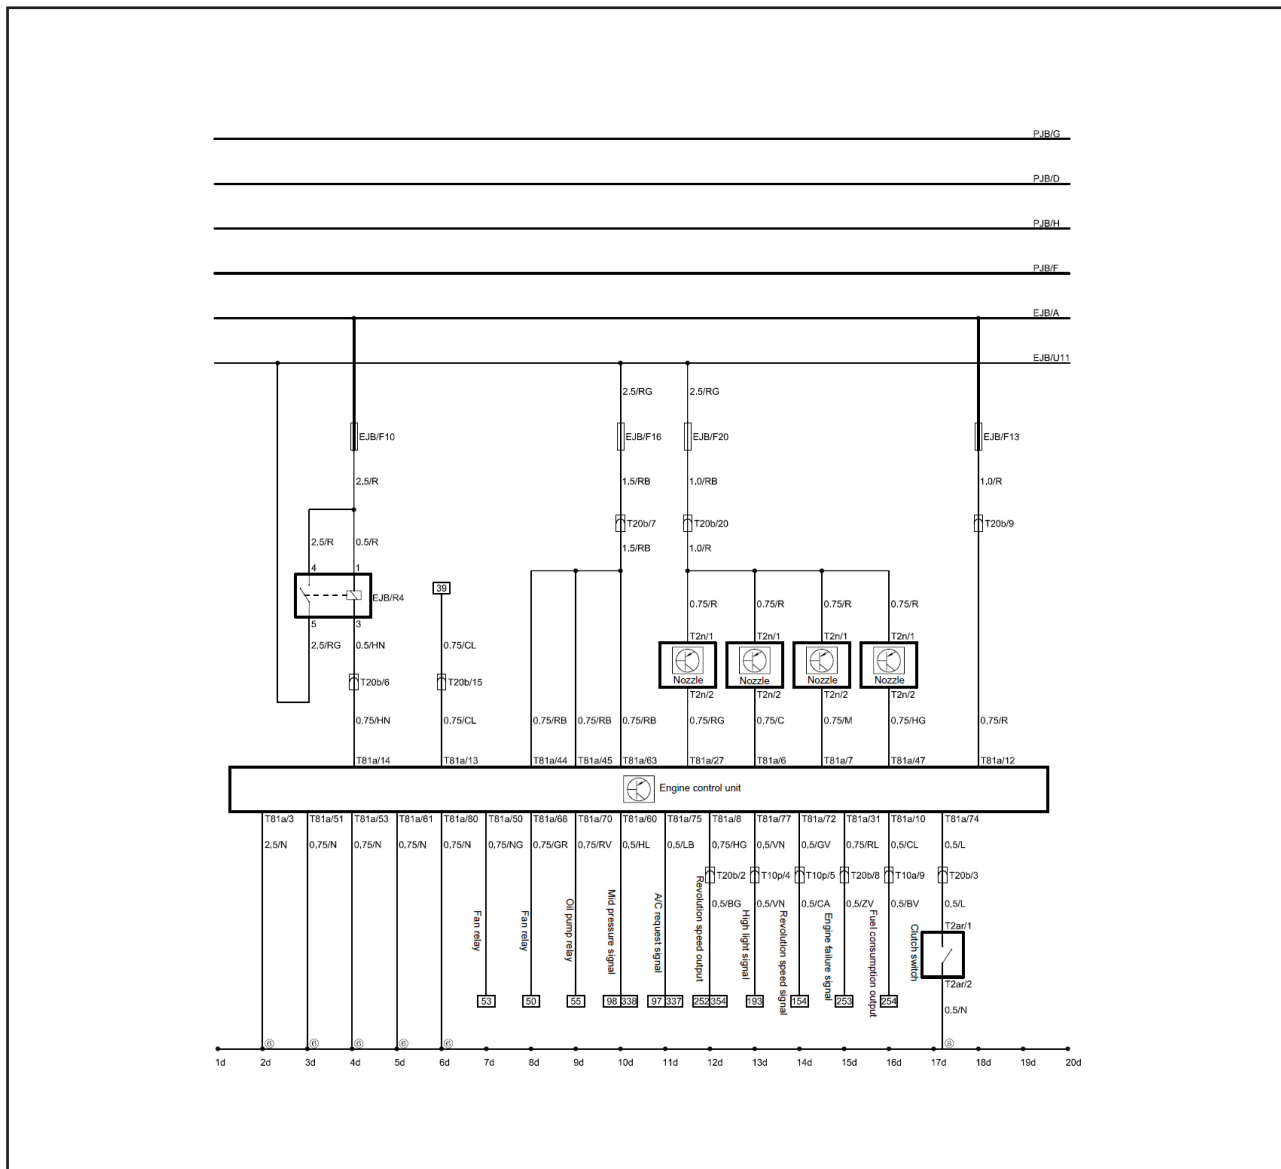 PJB/G
PJB/D
PJB/H
PJB/F
EJB/A
EJB/U11
2.5/RG 2.5/RG
EJB/F10 EJB/F16 EJB/F20 EJB/F13
2.5/R 1.5/RB 1.0/RB 1.0/R
T20b/7 T20b/20 T20b/9
2.5/R 0.5/R 1.5/RB 1.0/R
4 1
39
EJB/R4 0.75/R 0.75/R 0.75/R 0.75/R
5 3
T2n/1 T2n/1 T2n/1 T2n/1
2.5/RG 0.5/HN 0.75/CL
Nozzle Nozzle Nozzle Nozzle
T20b/6 T20b/15
T2n/2 T2n/2 T2n/2 T2n/2
0.75/HN 0.75/CL 0.75/RB 0.75/RB 0.75/RB 0.75/RG 0.75/C 0.75/M 0.75/HG 0.75/R
T81a/14 T81a/13 T81a/44 T81a/45 T81a/63 T81a/27 T81a/6 T81a/7 T81a/47 T81a/12
Engine control unit
T81a/3 T81a/51 T81a/53 T81a/61 T81a/80 T81a/50 T81a/68 T81a/70 T81a/60 T81a/75 T81a/8 T81a/77 T81a/72 T81a/31 T81a/10 T81a/74
2,5/N 0,75/N 0,75/N 0,75/N 0,75/N 0,75/NG 0,75/GR 0,75/RV 0,5/HL 0,5/LB 0,75/HG 0,5/VN 0,5/GV 0,75/RL 0,5/CL 0,5/L
T20b/2 T10p/4 T10p/5 T20b/8 T10a/9 T20b/3
0.5/BG 0.5/VN 0.5/CA 0.5/ZV 0.5/BV 0.5/L
Fan relay
Fan relay
Oil pump relay
Mid pressure signal
A/C request signal
Revolution speed output
High light signal
Revolution speed signal
Engine failure signal
Fuel consumption output
Clutch switch
T2ar/1
T2ar/2
53 50 55 98 338 97 337 252 354 193 154 253 254
0.5/N
⑥ ⑥ ⑥ ⑥ ⑥ ⑧
1d 2d 3d 4d 5d 6d 7d 8d 9d 10d 11d 12d 13d 14d 15d 16d 17d 18d 19d 20d